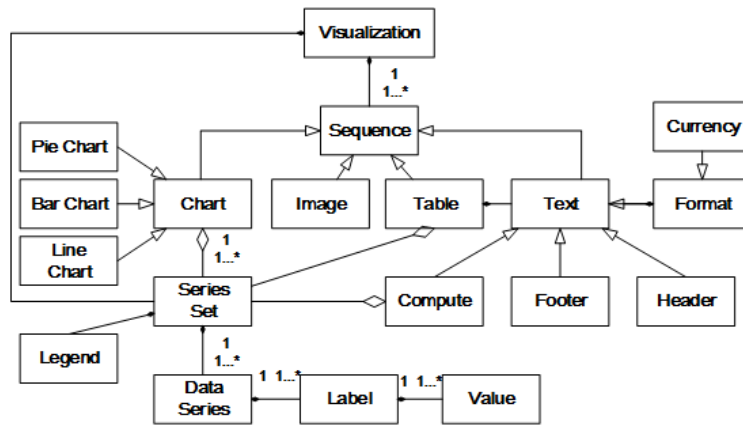 Visualization
1
1...*
Sequence
Currency
Pie Chart
Bar Chart
Chart
Image
Table
Text
Format
Line
Chart
1
1...*
Series
Set
Compute
Footer
Header
Legend
1
1...*
Data
Series
1 1...*
Label
1 1...*
Value